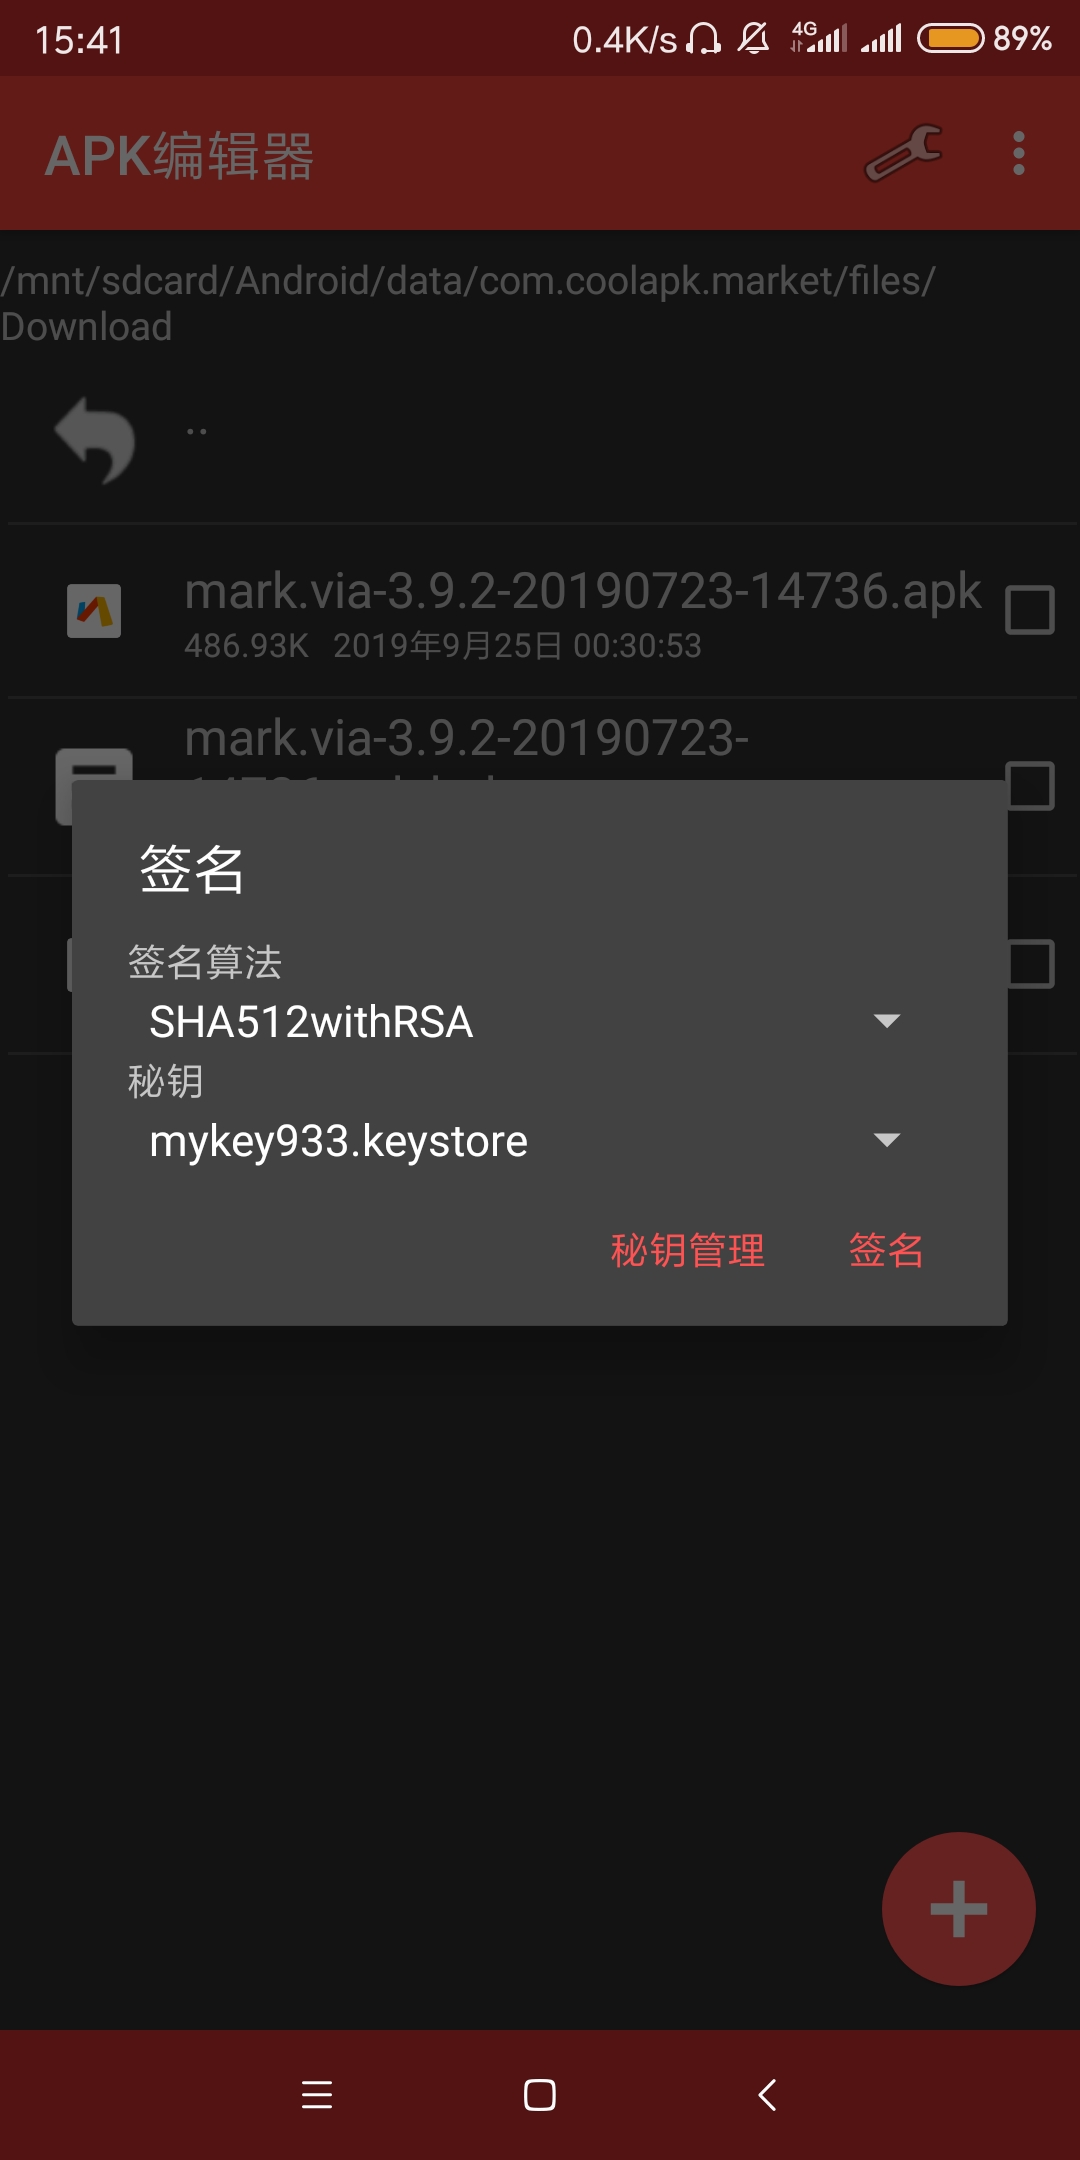 15:41 0.4K/s 4G 89%
APK编辑器
/mnt/sdcard/Android/data/com.coolapk.market/files/
Download
..
mark.via-3.9.2-20190723-14736.apk
486.93K 2019年9月25日 00:30:53
mark.via-3.9.2-20190723-
签名
签名算法
SHA512withRSA
秘钥
mykey933.keystore
秘钥管理 签名